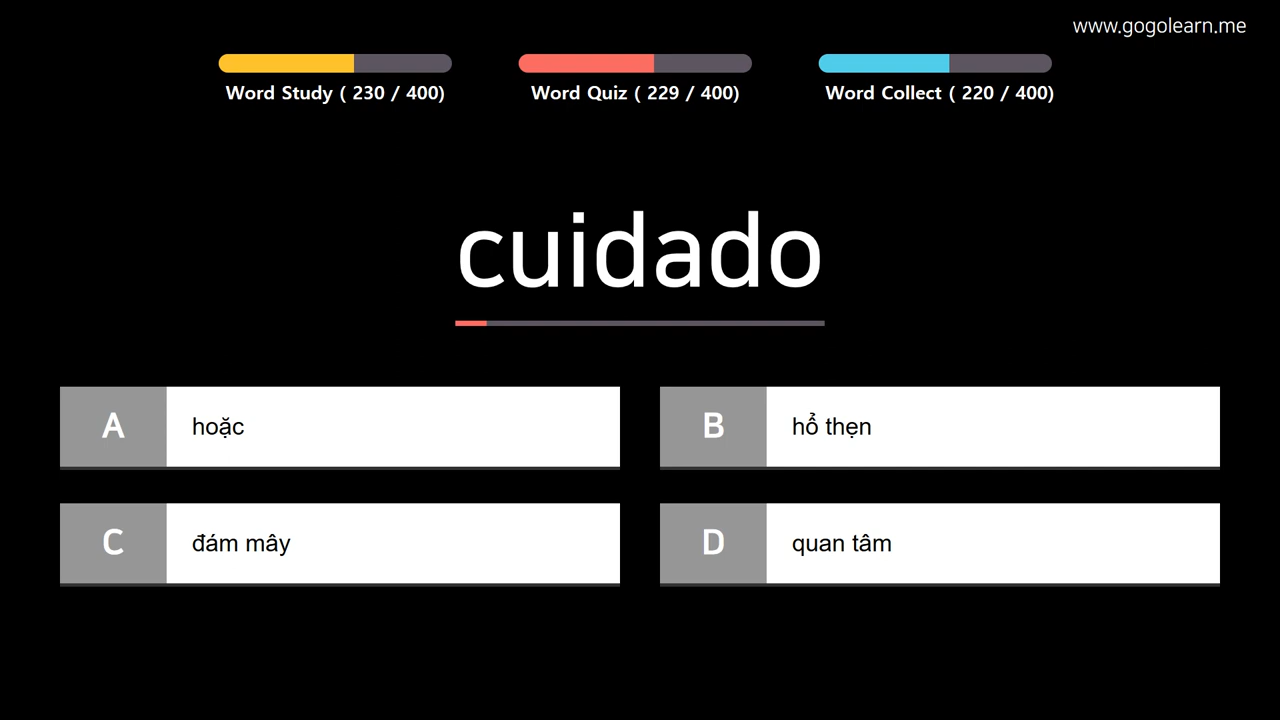 www.gogolearn.me
Word Study ( 230 / 400)
Word Quiz ( 229 / 400)
Word Collect ( 220 / 400)
cuidado
A hoặc
B hổ thẹn
C đám mây
D quan tâm